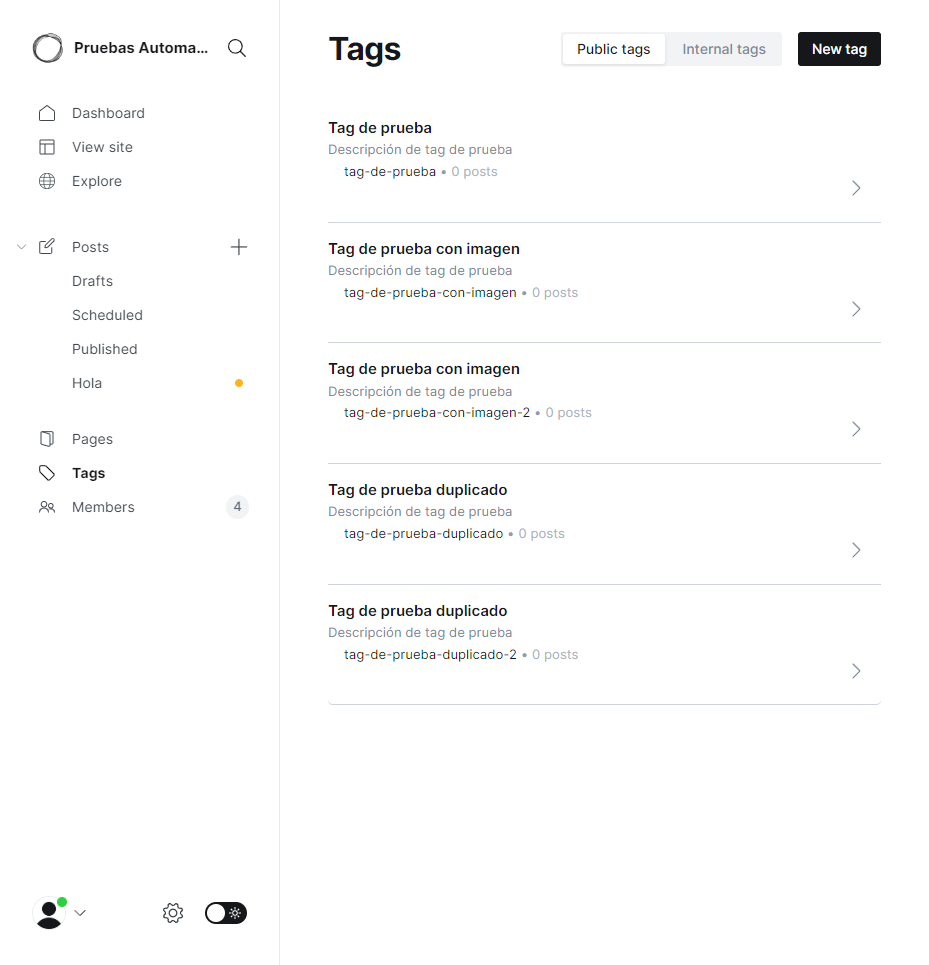 Pruebas Automa...
Dashboard
View site
Explore
Posts
Drafts
Scheduled
Published
Hola
Pages
Tags
Members 4
Tags
Public tags Internal tags New tag
Tag de prueba
Descripción de tag de prueba
tag-de-prueba • 0 posts
Tag de prueba con imagen
Descripción de tag de prueba
tag-de-prueba-con-imagen • 0 posts
Tag de prueba con imagen
Descripción de tag de prueba
tag-de-prueba-con-imagen-2 • 0 posts
Tag de prueba duplicado
Descripción de tag de prueba
tag-de-prueba-duplicado • 0 posts
Tag de prueba duplicado
Descripción de tag de prueba
tag-de-prueba-duplicado-2 • 0 posts